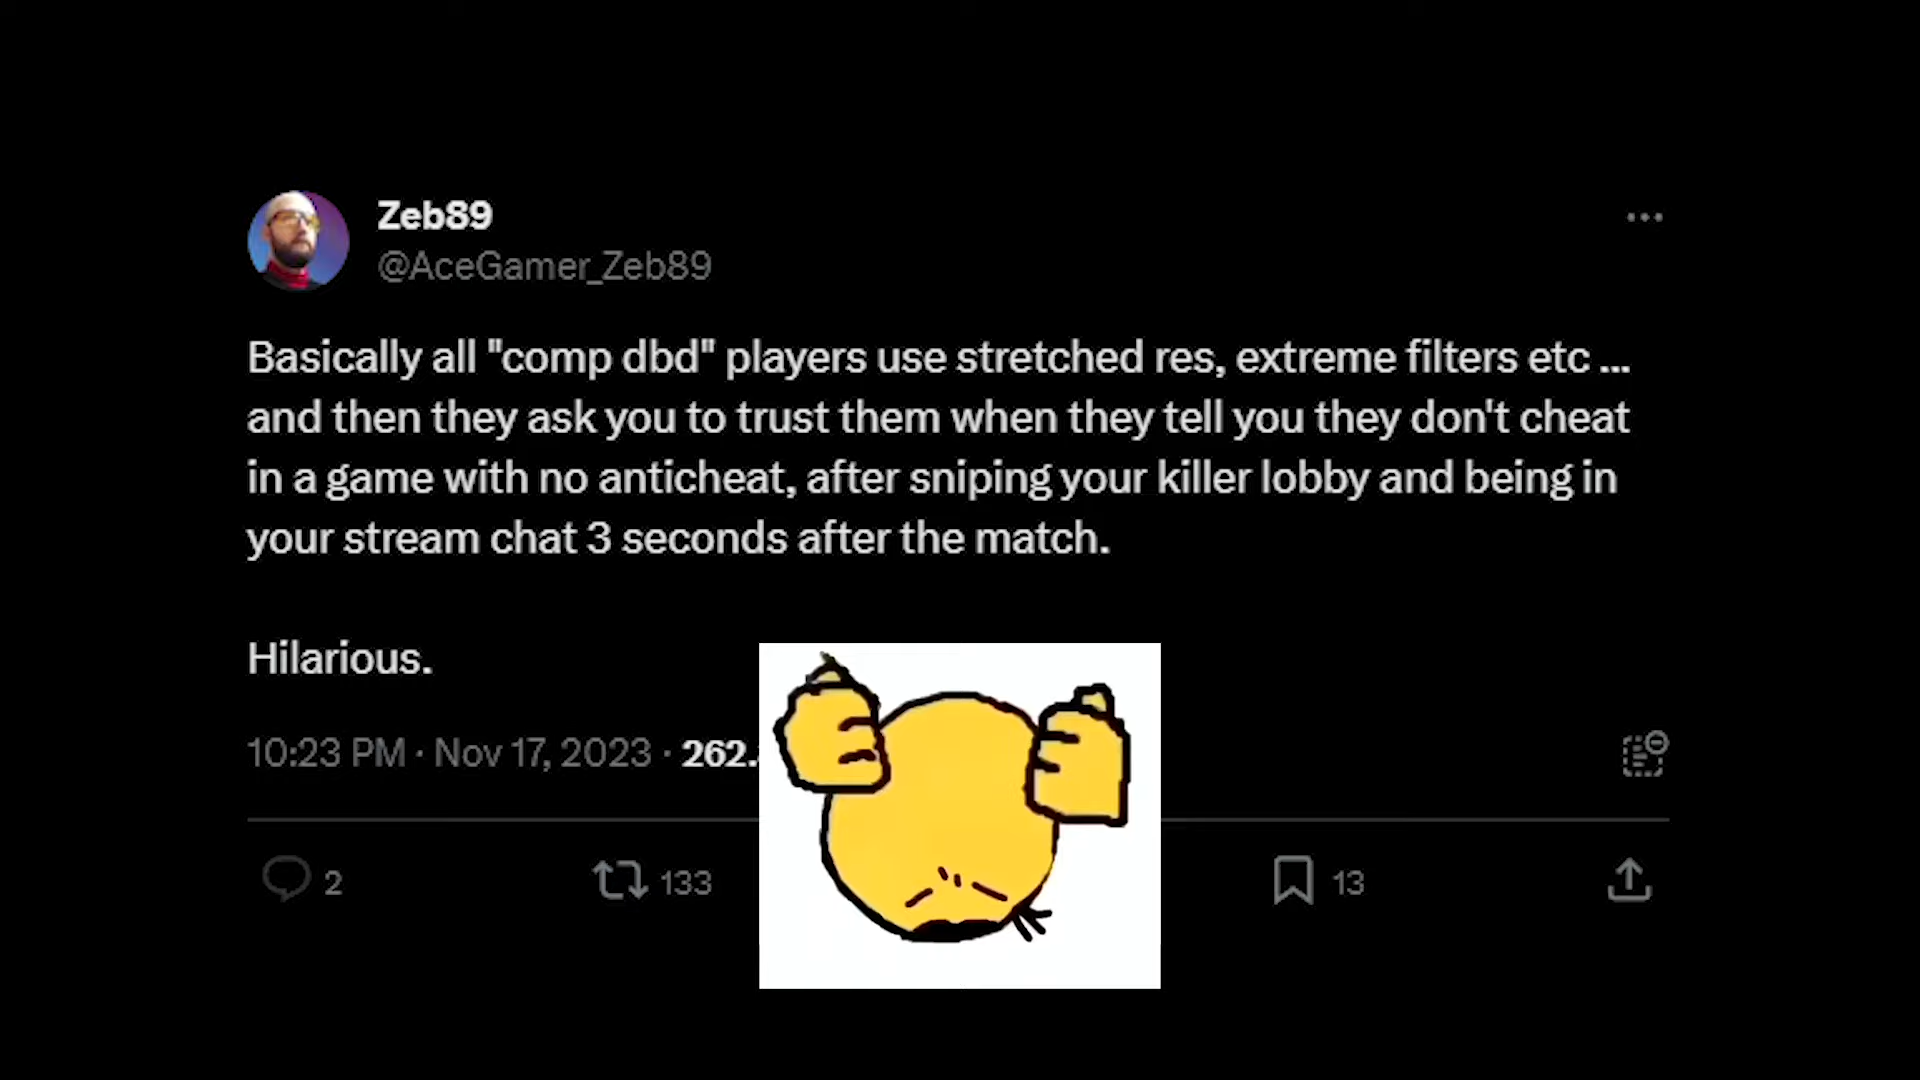 Zeb89
@AceGamer_Zeb89
Basically all "comp dbd" players use stretched res, extreme filters etc ...
and then they ask you to trust them when they tell you they don't cheat
in a game with no anticheat, after sniping your killer lobby and being in
your stream chat 3 seconds after the match.
Hilarious.
10:23 PM · Nov 17, 2023 · 262.
2 133 13